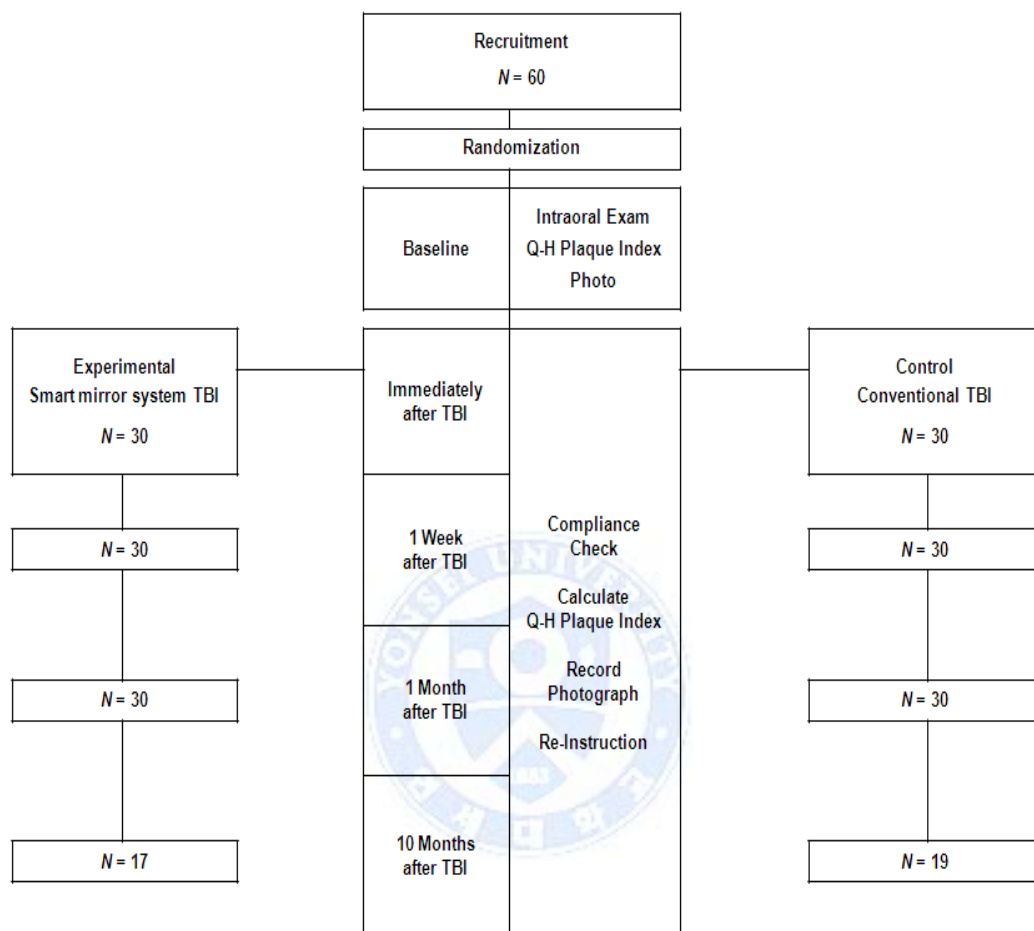 Recruitment
N = 60
Randomization
Baseline
Intraoral Exam
Q-H Plaque Index
Photo
Experimental
Smart mirror system TBI
N = 30
Immediately
after TBI
Control
Conventional TBI
N = 30
N = 30
1 Week
after TBI
Compliance
Check
Calculate
Q-H Plaque Index
Record
Photograph
Re-Instruction
N = 30
N = 30
1 Month
after TBI
N = 30
N = 17
10 Months
after TBI
N = 19
YONSEI UNIVERSITY